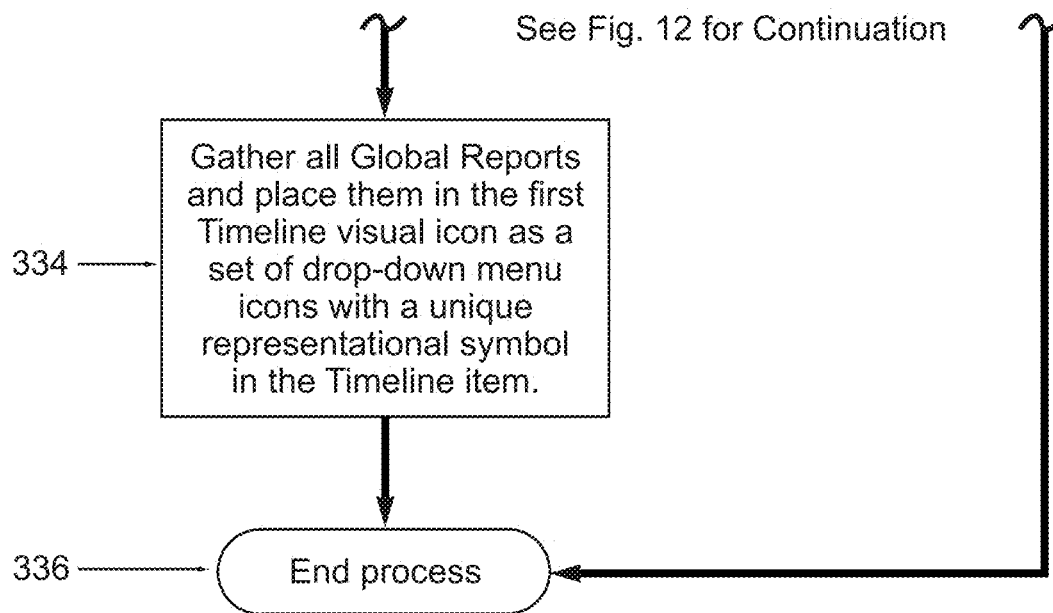 See Fig. 12 for Continuation
Gather all Global Reports
and place them in the first
Timeline visual icon as a
set of drop-down menu
icons with a unique
representational symbol
in the Timeline item.
334
End process
336